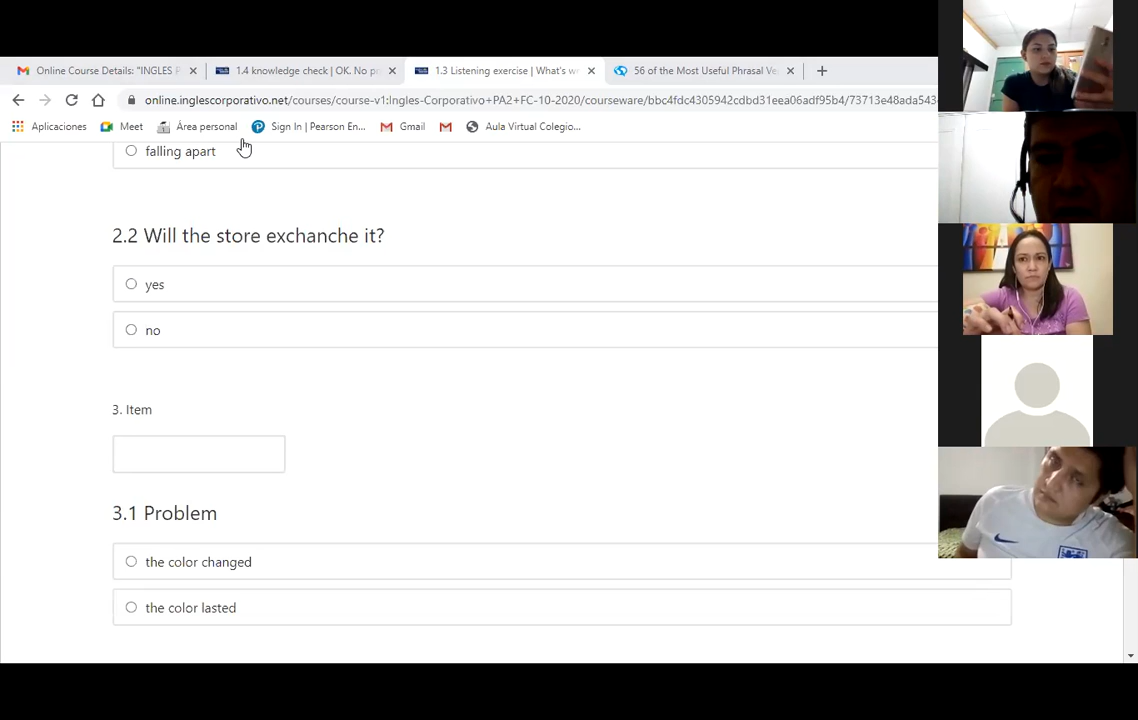 Online Course Details: "INGLES P
1.4 knowledge check | OK. No pr
1.3 Listening exercise | What's w
56 of the Most Useful Phrasal Ve
online.inglescorporativo.net/courses/course-v1:Ingles-Corporativo+PA2+FC-10-2020/courseware/bbc4fdc4305942cdbd31eea06adf95b4/73713e48ada543
Aplicaciones
Meet
Área personal
Sign In | Pearson En...
Gmail
Aula Virtual Colegio...
falling apart
2.2 Will the store exchanche it?
yes
no
3. Item
3.1 Problem
the color changed
the color lasted